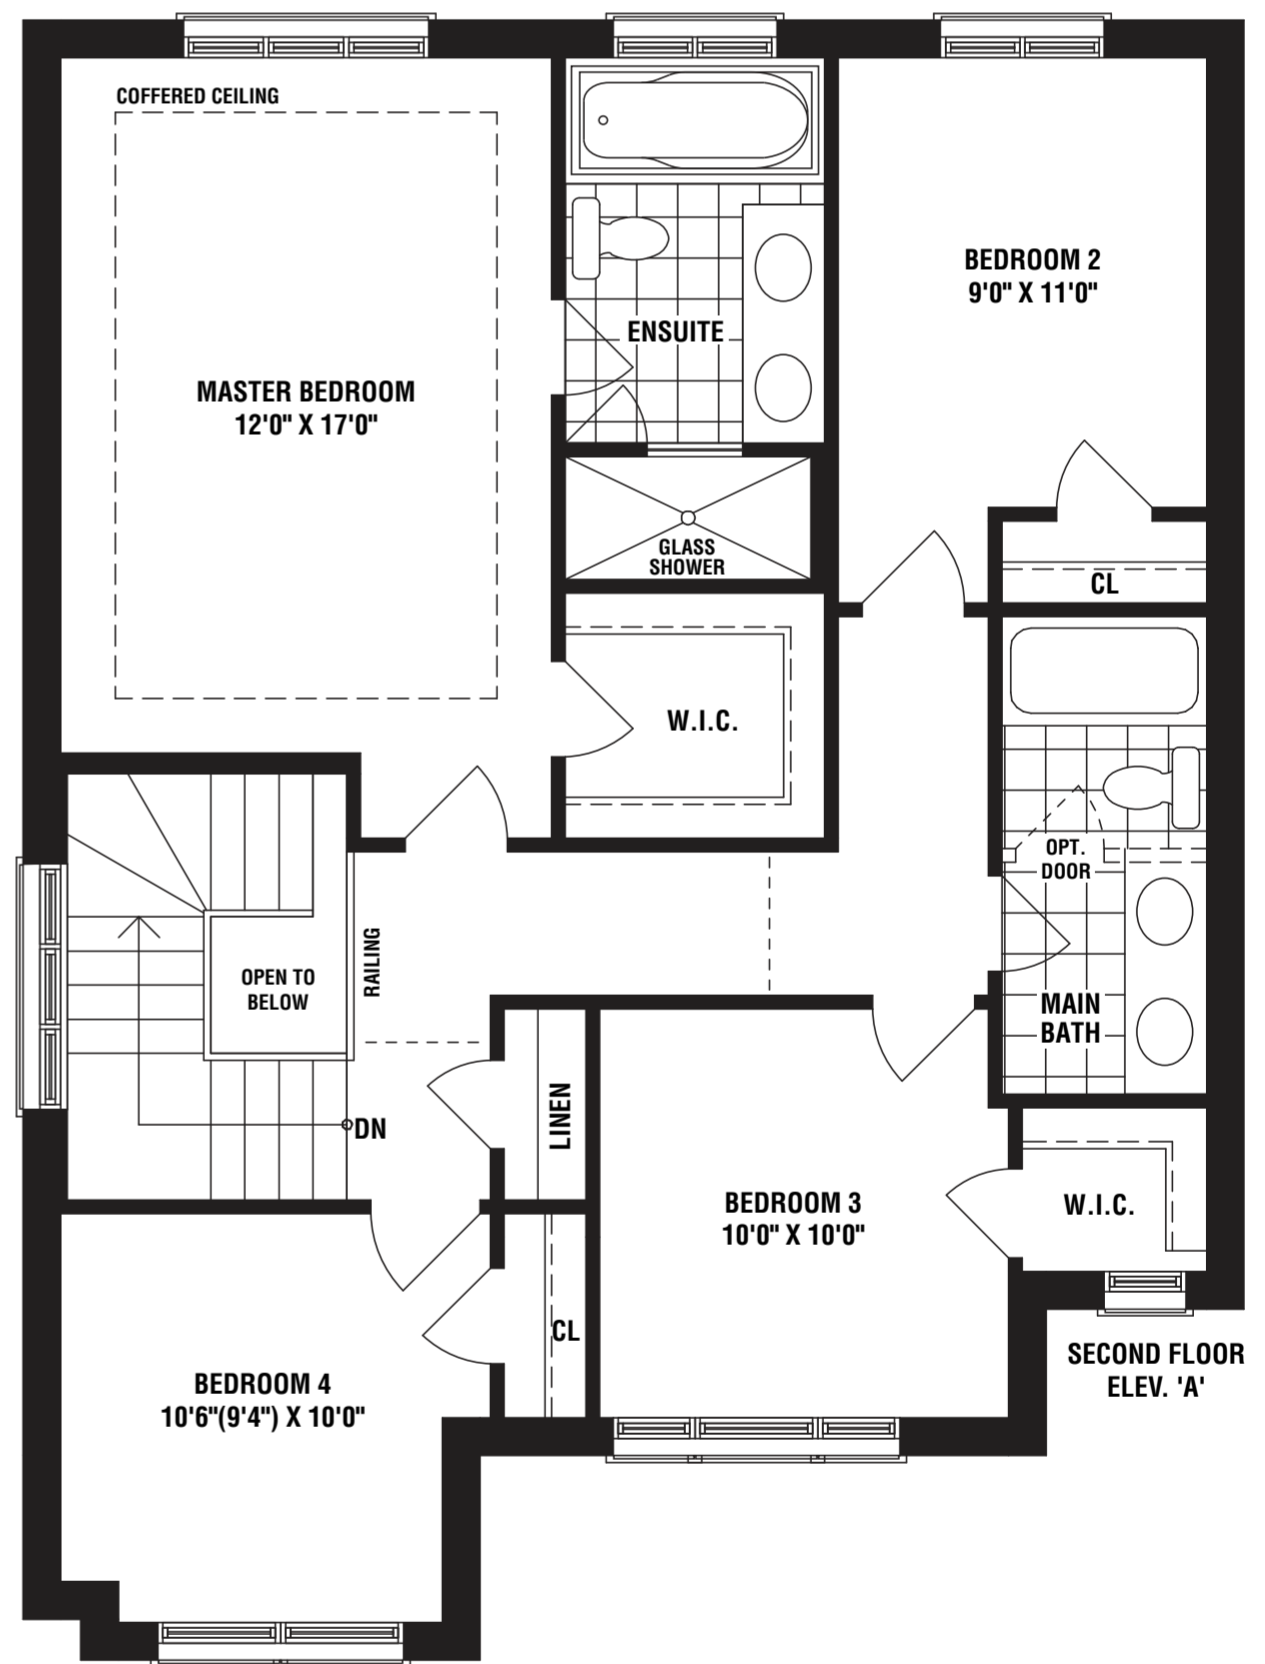 COFFERED CEILING
MASTER BEDROOM
12'0" X 17'0"
ENSUITE
BEDROOM 2
9'0" X 11'0"
GLASS
SHOWER
CL
W.I.C.
OPT.
DOOR
MAIN
BATH
OPEN TO
BELOW
RAILING
DN
LINEN
BEDROOM 3
10'0" X 10'0"
W.I.C.
CL
BEDROOM 4
10'6"(9'4") X 10'0"
SECOND FLOOR
ELEV. 'A'